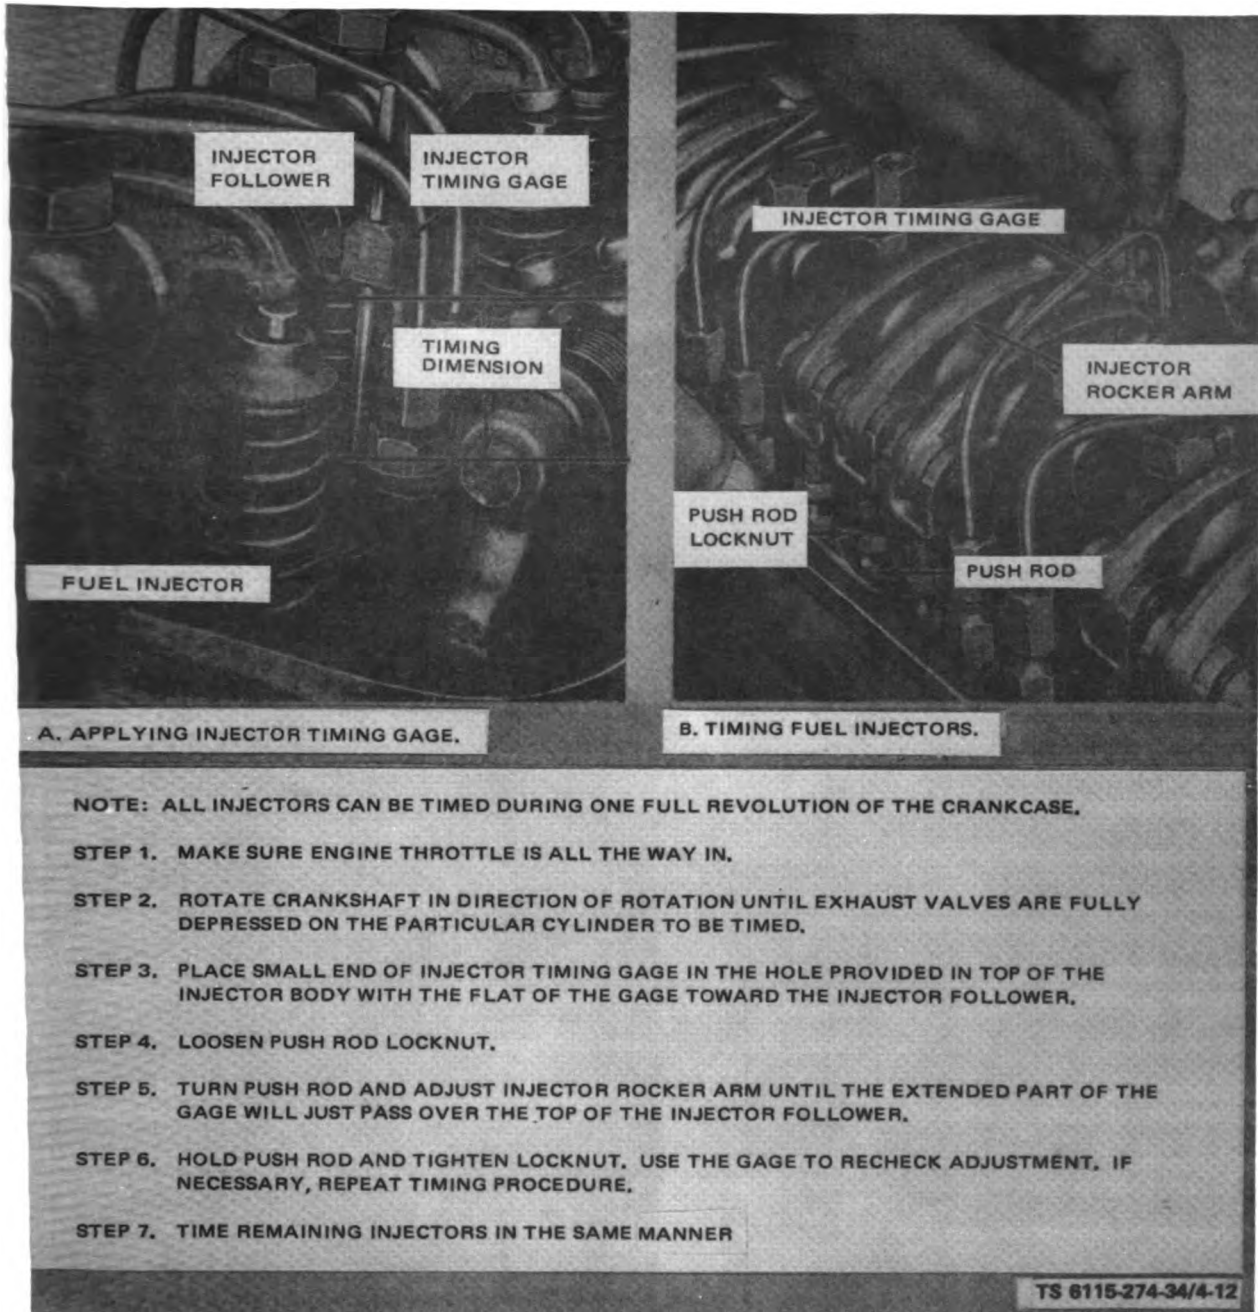 INJECTOR
FOLLOWER
INJECTOR
TIMING GAGE
TIMING
DIMENSION
FUEL INJECTOR
INJECTOR TIMING GAGE
INJECTOR
ROCKER ARM
PUSH ROD
LOCKNUT
PUSH ROD
A. APPLYING INJECTOR TIMING GAGE.
B. TIMING FUEL INJECTORS.
NOTE: ALL INJECTORS CAN BE TIMED DURING ONE FULL REVOLUTION OF THE CRANKCASE.
STEP 1. MAKE SURE ENGINE THROTTLE IS ALL THE WAY IN.
STEP 2. ROTATE CRANKSHAFT IN DIRECTION OF ROTATION UNTIL EXHAUST VALVES ARE FULLY
DEPRESSED ON THE PARTICULAR CYLINDER TO BE TIMED.
STEP 3. PLACE SMALL END OF INJECTOR TIMING GAGE IN THE HOLE PROVIDED IN TOP OF THE
INJECTOR BODY WITH THE FLAT OF THE GAGE TOWARD THE INJECTOR FOLLOWER.
STEP 4. LOOSEN PUSH ROD LOCKNUT.
STEP 5. TURN PUSH ROD AND ADJUST INJECTOR ROCKER ARM UNTIL THE EXTENDED PART OF THE
GAGE WILL JUST PASS OVER THE TOP OF THE INJECTOR FOLLOWER.
STEP 6. HOLD PUSH ROD AND TIGHTEN LOCKNUT. USE THE GAGE TO RECHECK ADJUSTMENT. IF
NECESSARY, REPEAT TIMING PROCEDURE.
STEP 7. TIME REMAINING INJECTORS IN THE SAME MANNER
TS 6115-274-34/4-12